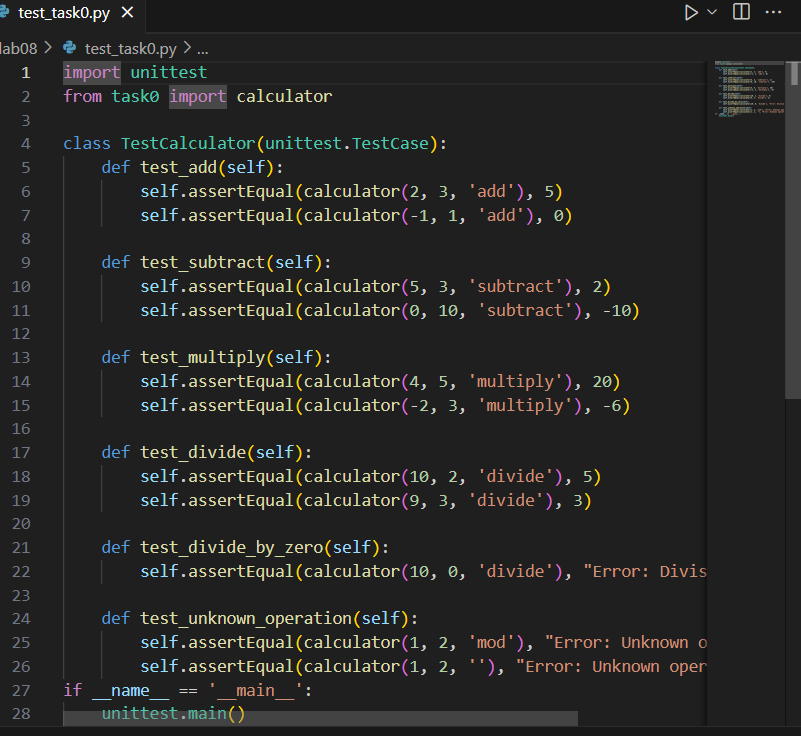 test_task0.py
lab08 > test_task0.py > ...
1 import unittest
2 from task0 import calculator
3
4 class TestCalculator(unittest.TestCase):
5     def test_add(self):
6         self.assertEqual(calculator(2, 3, 'add'), 5)
7         self.assertEqual(calculator(-1, 1, 'add'), 0)
8
9     def test_subtract(self):
10         self.assertEqual(calculator(5, 3, 'subtract'), 2)
11         self.assertEqual(calculator(0, 10, 'subtract'), -10)
12
13     def test_multiply(self):
14         self.assertEqual(calculator(4, 5, 'multiply'), 20)
15         self.assertEqual(calculator(-2, 3, 'multiply'), -6)
16
17     def test_divide(self):
18         self.assertEqual(calculator(10, 2, 'divide'), 5)
19         self.assertEqual(calculator(9, 3, 'divide'), 3)
20
21     def test_divide_by_zero(self):
22         self.assertEqual(calculator(10, 0, 'divide'), "Error: Divis
23
24     def test_unknown_operation(self):
25         self.assertEqual(calculator(1, 2, 'mod'), "Error: Unknown o
26         self.assertEqual(calculator(1, 2, ''), "Error: Unknown oper
27 if __name__ == '__main__':
28     unittest.main()